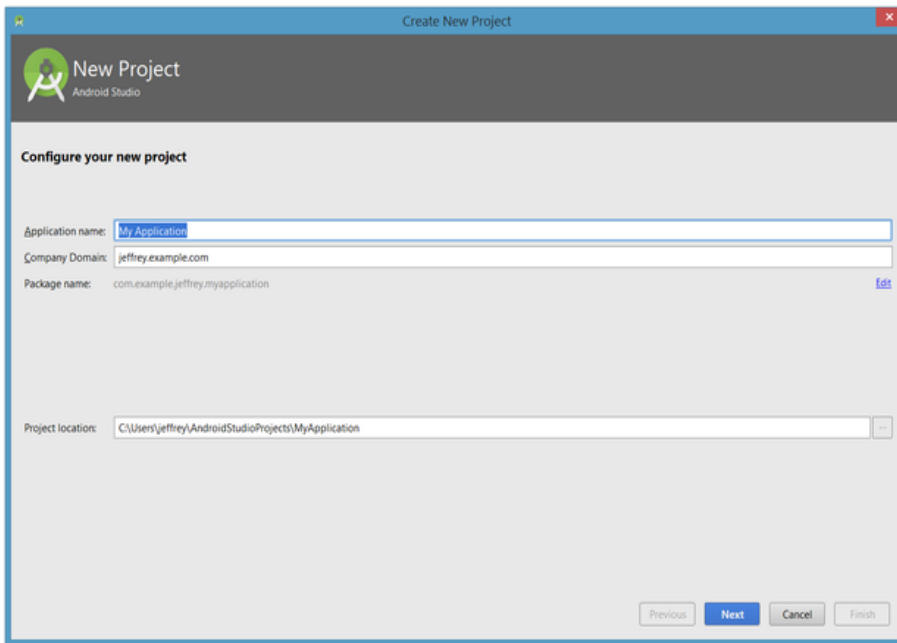 Create New Project
New Project
Android Studio
Configure your new project
Application name: My Application
Company Domain: jeffrey.example.com
Package name: com.example.jeffrey.myapplication Edit
Project location: C:\Users\jeffrey\AndroidStudioProjects\MyApplication ...
Previous Next Cancel Finish